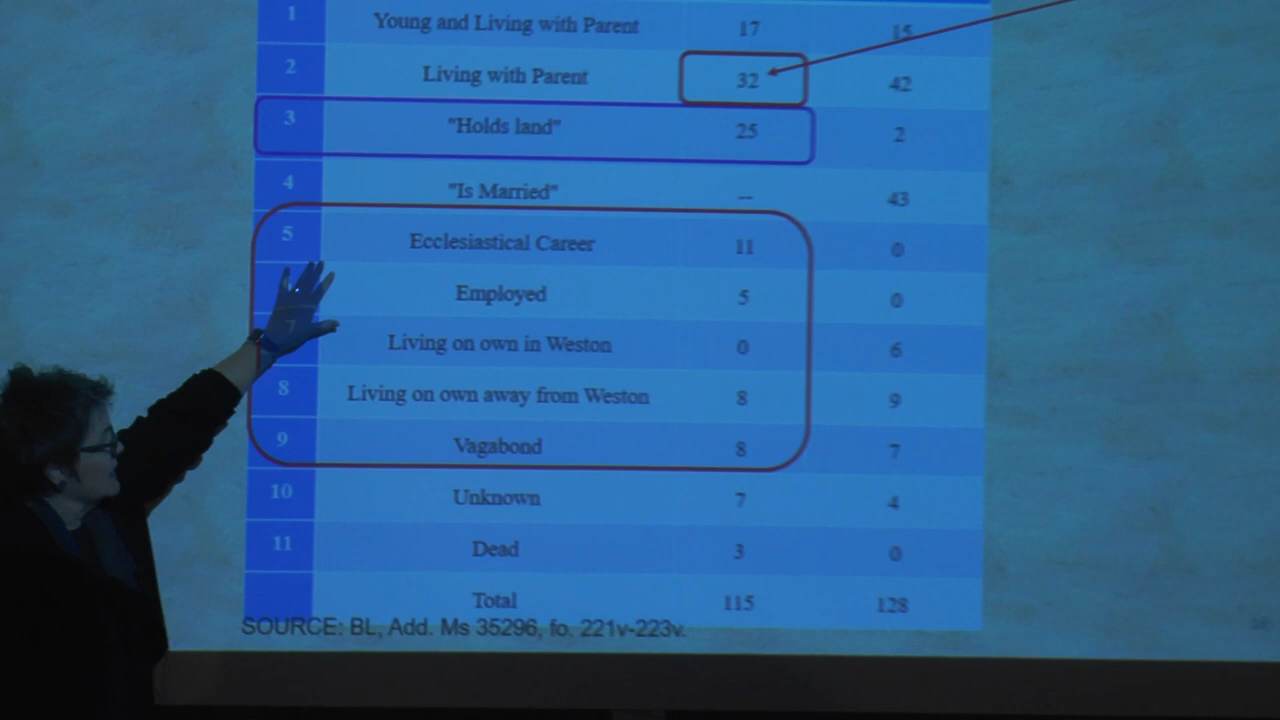 1 Young and Living with Parent 17 15
2 Living with Parent 32 42
3 "Holds land" 25 2
4 "Is Married" -- 43
5 Ecclesiastical Career 11 0
Employed 5 0
7 Living on own in Weston 0 6
8 Living on own away from Weston 8 9
9 Vagabond 8 7
10 Unknown 7 4
11 Dead 3 0
Total 115 128
SOURCE: BL, Add. Ms 35296, fo. 221v-223v.